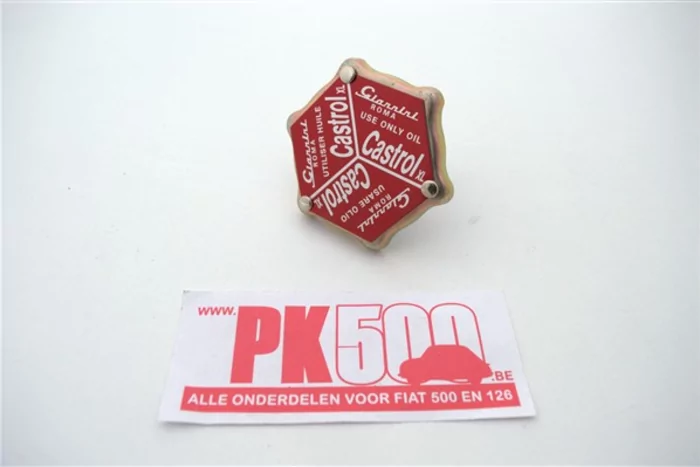 Giannini
ROMA
USE ONLY OIL
Castrol XL
Giannini
ROMA
UTILISER HUILE
Castrol XL
Giannini
ROMA
USARE OLIO
Castrol XL
www.PK500.BE
ALLE ONDERDELEN VOOR FIAT 500 EN 126